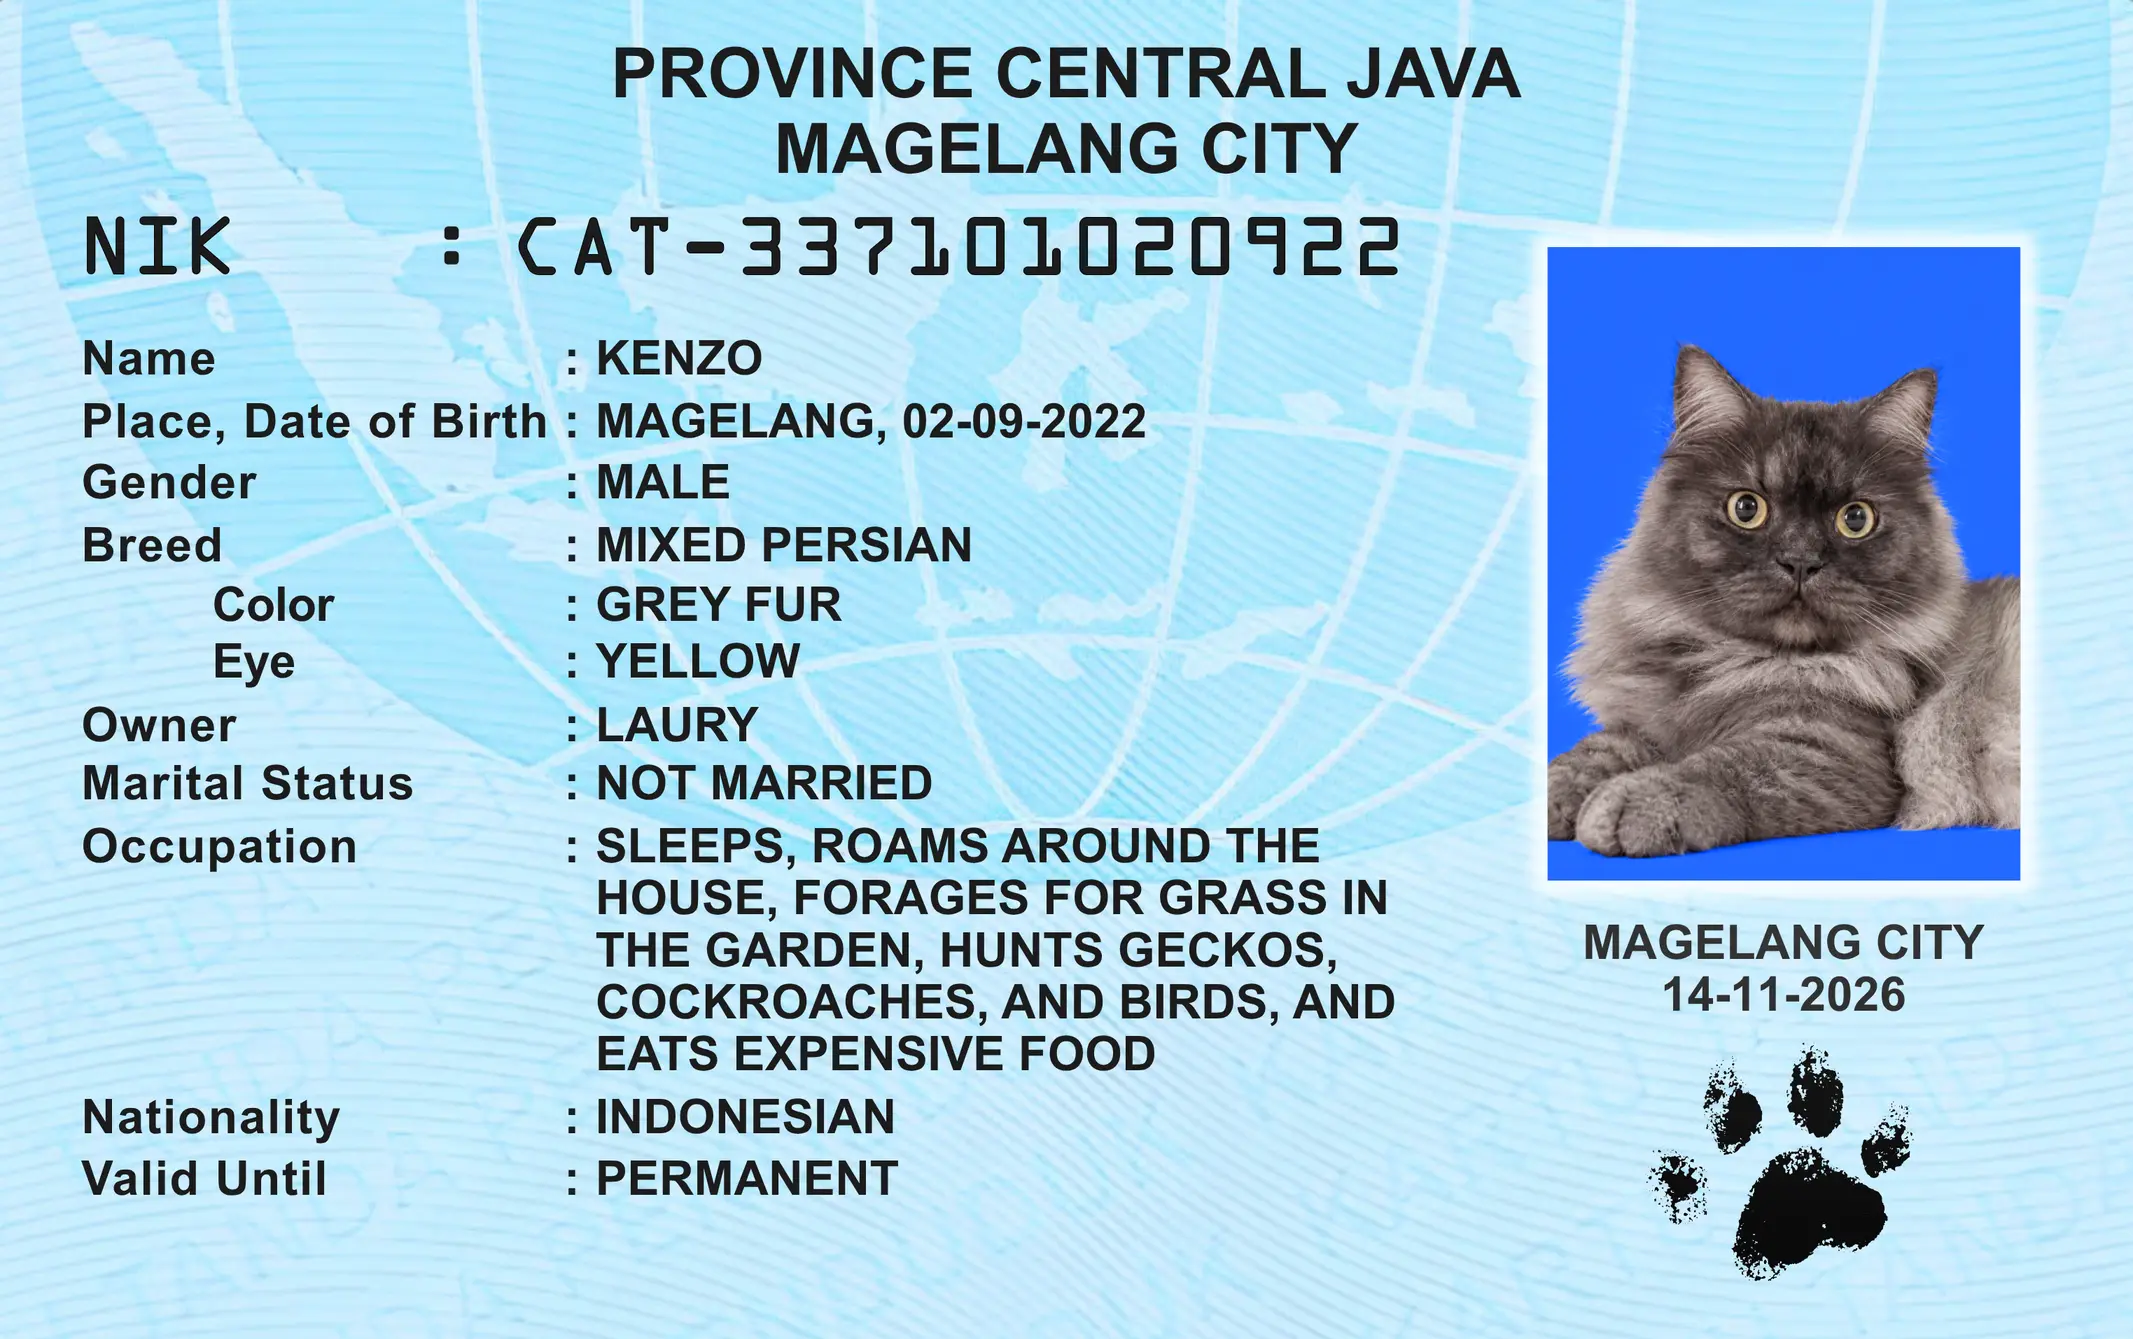 PROVINCE CENTRAL JAVA
MAGELANG CITY
NIK : CAT-337101020922
Name : KENZO
Place, Date of Birth : MAGELANG, 02-09-2022
Gender : MALE
Breed : MIXED PERSIAN
Color : GREY FUR
Eye : YELLOW
Owner : LAURY
Marital Status : NOT MARRIED
Occupation : SLEEPS, ROAMS AROUND THE
HOUSE, FORAGES FOR GRASS IN
THE GARDEN, HUNTS GECKOS,
COCKROACHES, AND BIRDS, AND
EATS EXPENSIVE FOOD
Nationality : INDONESIAN
Valid Until : PERMANENT
MAGELANG CITY
14-11-2026